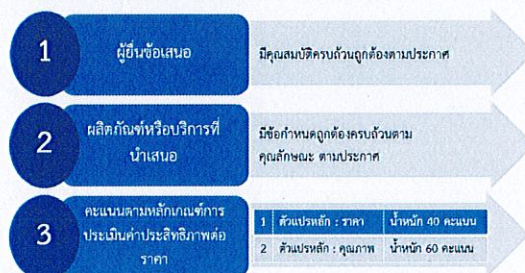 1
ผู้ยื่นข้อเสนอ
มีคุณสมบัติครบถ้วนถูกต้องตามประกาศ
2
ผลิตภัณฑ์หรือบริการที่
นำเสนอ
มีข้อกำหนดถูกต้องครบถ้วนตาม
คุณลักษณะ ตามประกาศ
3
คะแนนตามหลักเกณฑ์การ
ประเมินค่าประสิทธิภาพต่อ
ราคา
1 ตัวแปรหลัก : ราคา น้ำหนัก 40 คะแนน
2 ตัวแปรหลัก : คุณภาพ น้ำหนัก 60 คะแนน